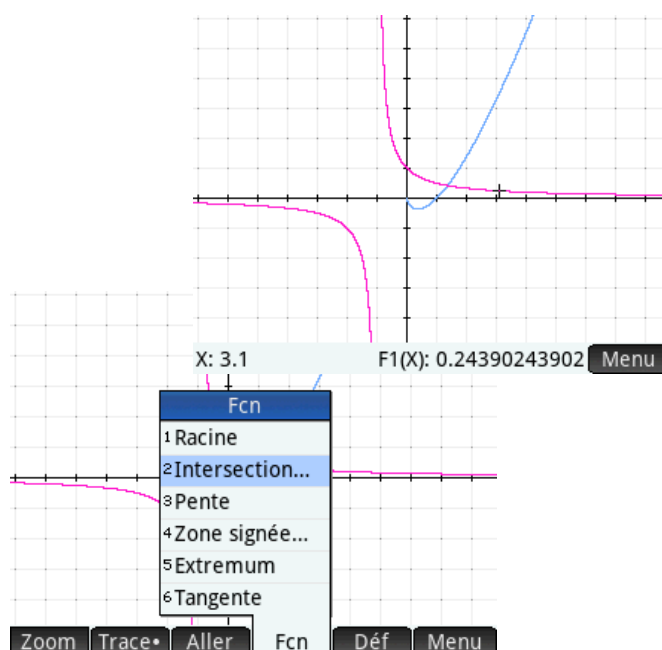 X: 3.1 F1(X): 0.24390243902 Menu
Fcn
1 Racine
2 Intersection...
3 Pente
4 Zone signée...
5 Extremum
6 Tangente
Zoom Trace• Aller Fcn Déf Menu